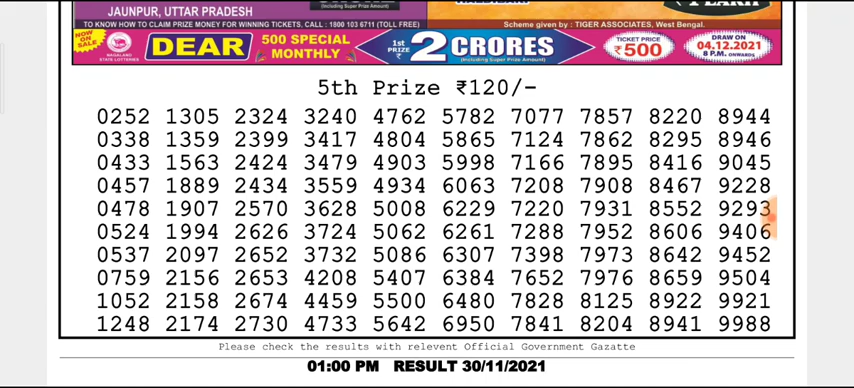 JAUNPUR, UTTAR PRADESH
(Including Super Prize Amount)
TO KNOW HOW TO CLAIM PRIZE MONEY FOR WINNING TICKETS, CALL : 1800 103 6711 (TOLL FREE)
Scheme given by : TIGER ASSOCIATES, West Bengal.
NOW ON SALE
NAGALAND STATE LOTTERIES
DEAR
500 SPECIAL
MONTHLY
1st PRIZE ₹
2 CRORES
(Including Super Prize Amount)
TICKET PRICE
₹500
DRAW ON
04.12.2021
8 P.M. ONWARDS
5th Prize ₹120/-
0252 1305 2324 3240 4762 5782 7077 7857 8220 8944
0338 1359 2399 3417 4804 5865 7124 7862 8295 8946
0433 1563 2424 3479 4903 5998 7166 7895 8416 9045
0457 1889 2434 3559 4934 6063 7208 7908 8467 9228
0478 1907 2570 3628 5008 6229 7220 7931 8552 9293
0524 1994 2626 3724 5062 6261 7288 7952 8606 9406
0537 2097 2652 3732 5086 6307 7398 7973 8642 9452
0759 2156 2653 4208 5407 6384 7652 7976 8659 9504
1052 2158 2674 4459 5500 6480 7828 8125 8922 9921
1248 2174 2730 4733 5642 6950 7841 8204 8941 9988
Please check the results with relevent Official Government Gazatte
01:00 PM RESULT 30/11/2021